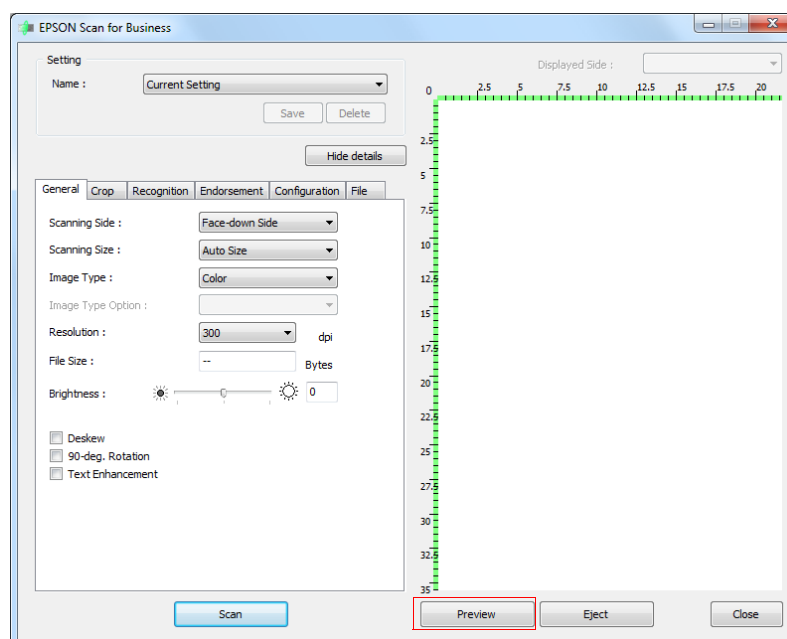 EPSON Scan for Business
Setting
Name :
Current Setting
Save
Delete
Hide details
General
Crop
Recognition
Endorsement
Configuration
File
Scanning Side :
Face-down Side
Scanning Size :
Auto Size
Image Type :
Color
Image Type Option :
Resolution :
300
dpi
File Size :
--
Bytes
Brightness :
0
Deskew
90-deg. Rotation
Text Enhancement
Scan
Displayed Side :
0 2.5 5 7.5 10 12.5 15 17.5 20
2.5
5
7.5
10
12.5
15
17.5
20
22.5
25
27.5
30
32.5
35
Preview
Eject
Close